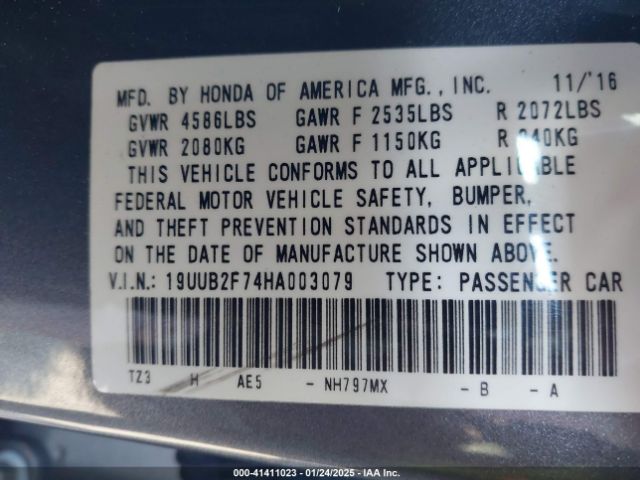 MFD. BY HONDA OF AMERICA MFG., INC. 11/'16
GVWR 4586LBS GAWR F 2535LBS R 2072LBS
GVWR 2080KG GAWR F 1150KG R 940KG
THIS VEHICLE CONFORMS TO ALL APPLICABLE
FEDERAL MOTOR VEHICLE SAFETY, BUMPER,
AND THEFT PREVENTION STANDARDS IN EFFECT
ON THE DATE OF MANUFACTURE SHOWN ABOVE.
V.I.N.: 19UUB2F74HA003079 TYPE: PASSENGER CAR
TZ3 H AE5 - NH797MX - B - A
000-41411023 - 01/24/2025 - IAA Inc.